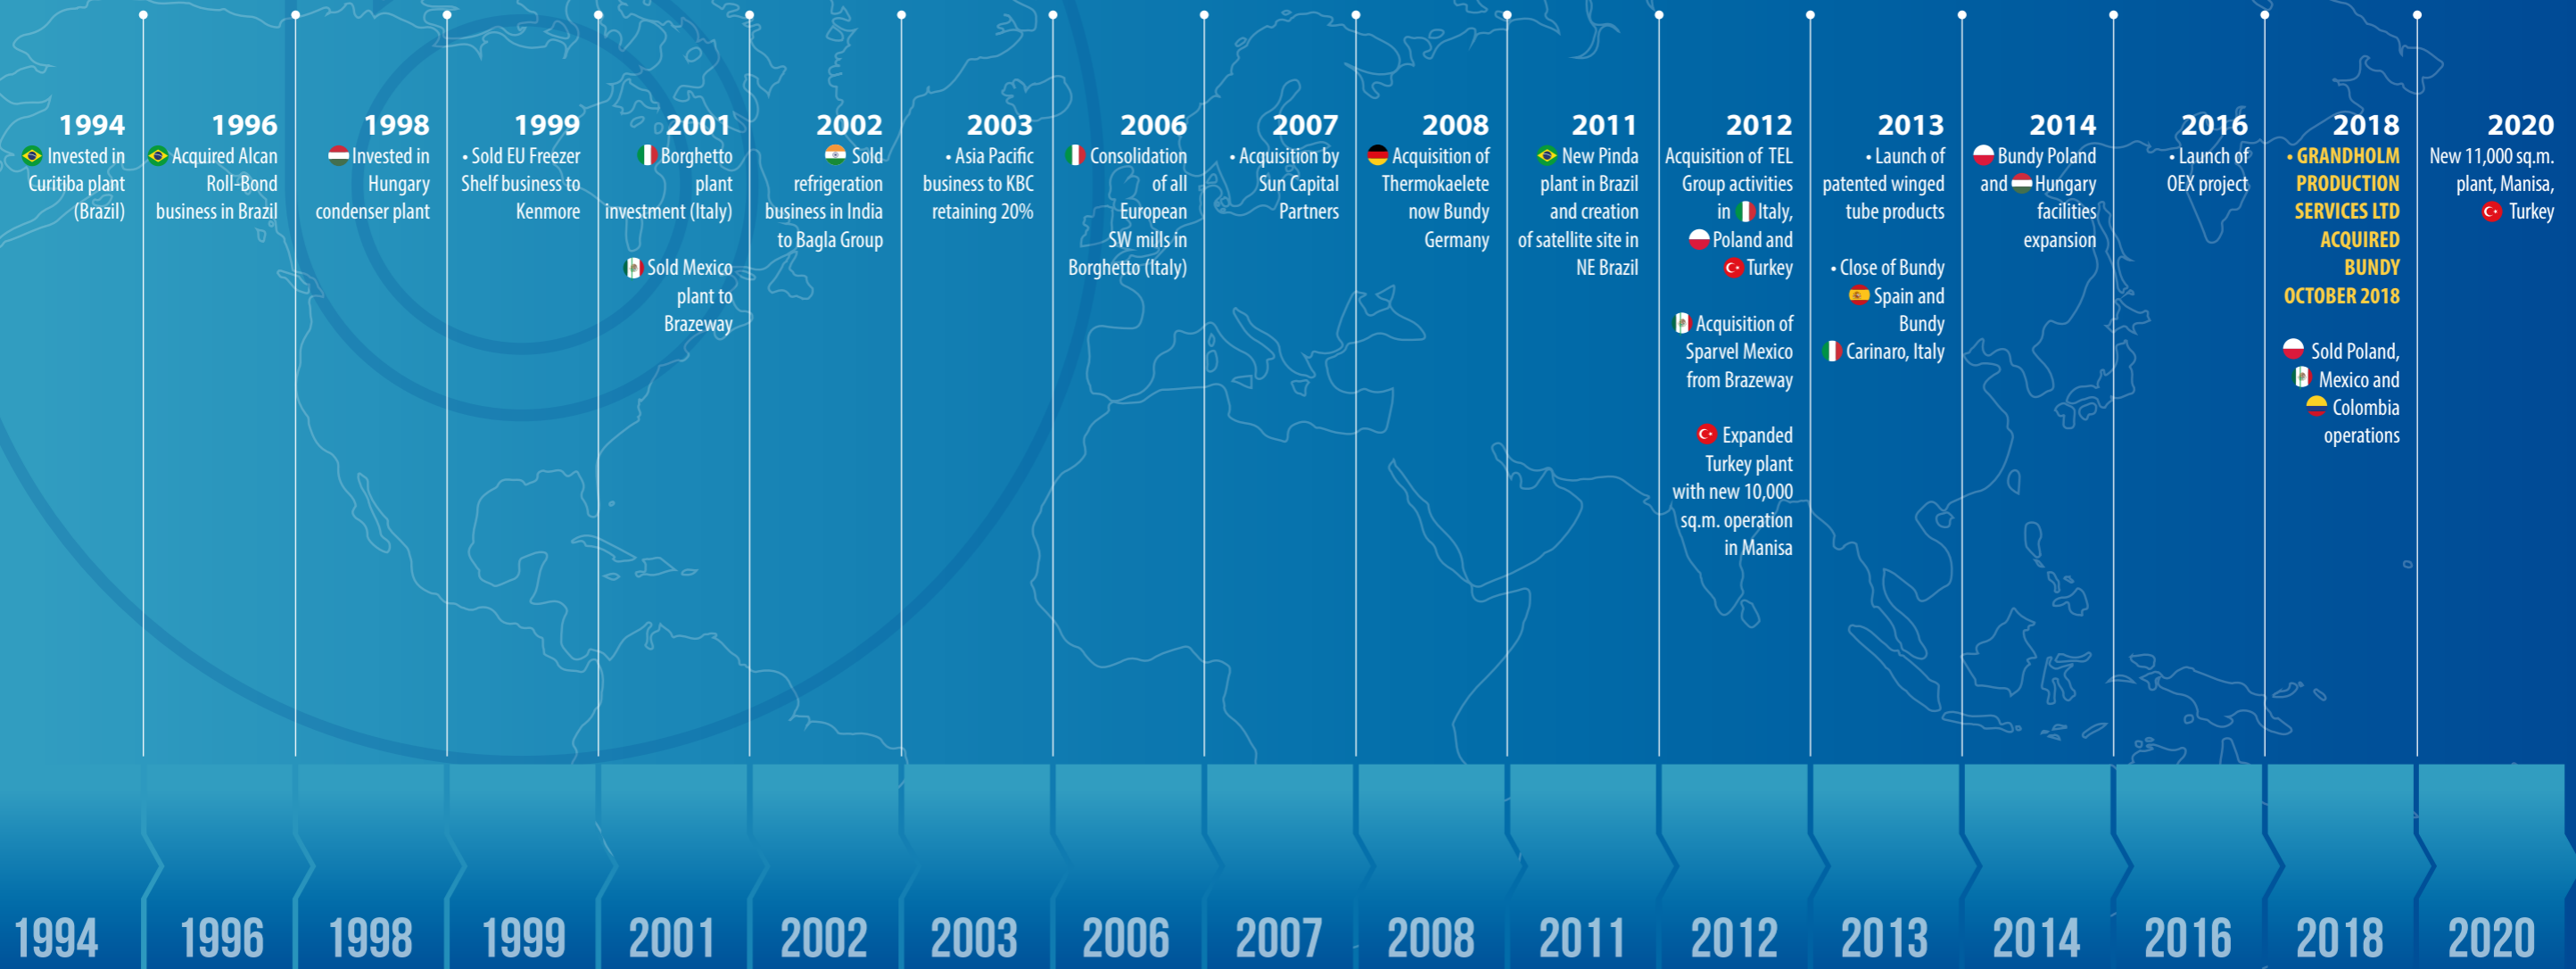 1994
Invested in
Curitiba plant
(Brazil)
1996
Acquired Alcan
Roll-Bond
business in Brazil
1998
Invested in
Hungary
condenser plant
1999
• Sold EU Freezer
Shelf business to
Kenmore
2001
Borghetto
plant
investment (Italy)
Sold Mexico
plant to
Brazeway
2002
Sold
refrigeration
business in India
to Bagla Group
2003
• Asia Pacific
business to KBC
retaining 20%
2006
Consolidation
of all
European
SW mills in
Borghetto (Italy)
2007
• Acquisition by
Sun Capital
Partners
2008
Acquisition of
Thermokaelete
now Bundy
Germany
2011
New Pinda
plant in Brazil
and creation
of satellite site in
NE Brazil
2012
Acquisition of TEL
Group activities
in Italy,
Poland and
Turkey
Acquisition of
Sparvel Mexico
from Brazeway
Expanded
Turkey plant
with new 10,000
sq.m. operation
in Manisa
2013
• Launch of
patented winged
tube products
• Close of Bundy
Spain and
Bundy
Carinaro, Italy
2014
Bundy Poland
and Hungary
facilities
expansion
2016
• Launch of
OEX project
2018
• GRANDHOLM
PRODUCTION
SERVICES LTD
ACQUIRED
BUNDY
OCTOBER 2018
Sold Poland,
Mexico and
Colombia
operations
2020
New 11,000 sq.m.
plant, Manisa,
Turkey
1994
1996
1998
1999
2001
2002
2003
2006
2007
2008
2011
2012
2013
2014
2016
2018
2020